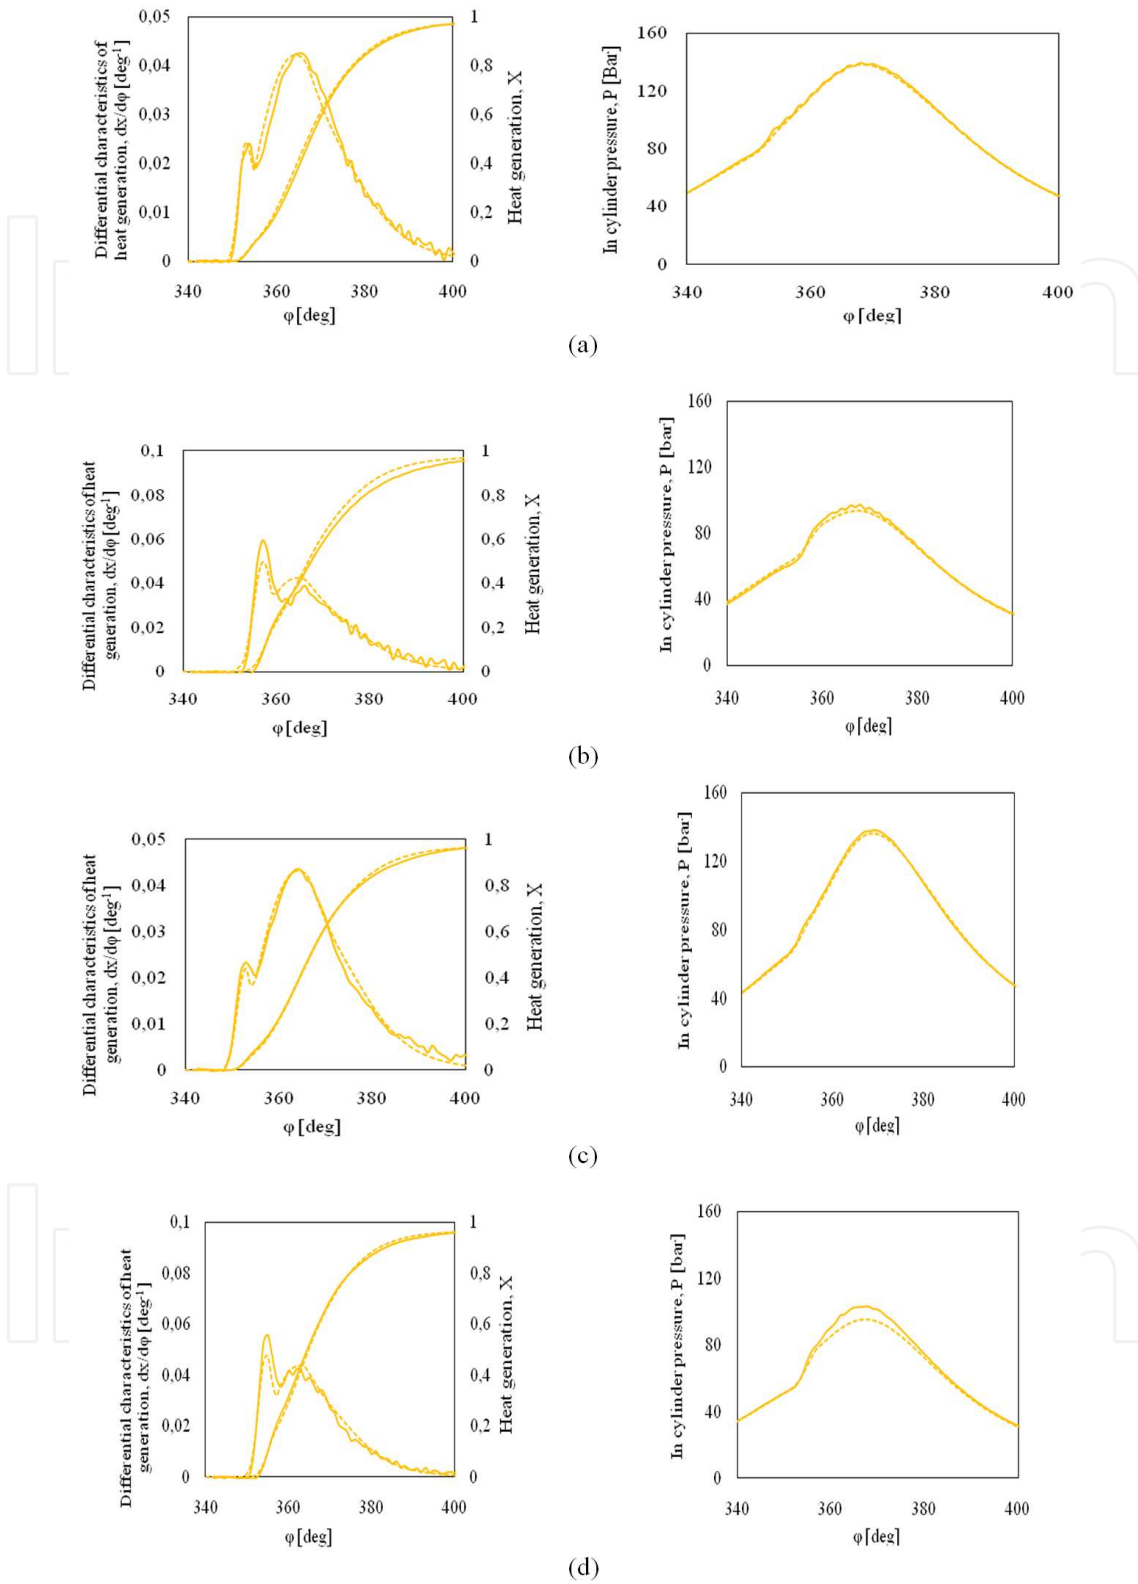 Differential characteristics of
heat generation, dx/dφ [deg-1]
0,05
0,04
0,03
0,02
0,01
0
1
0,8
0,6
0,4
0,2
0
Heat generation, X
340 360 380 400
φ [deg]
In cylinder pressure, P [Bar]
160
120
80
40
0
340 360 380 400
φ [deg]
(a)
Differential characteristics of heat
generation, dx/dφ [deg-1]
0,1
0,08
0,06
0,04
0,02
0
1
0,8
0,6
0,4
0,2
0
Heat generation, X
340 360 380 400
φ [deg]
In cylinder pressure, P [bar]
160
120
80
40
0
340 360 380 400
φ [deg]
(b)
Differential characteristics of heat
generation, dx/dφ [deg-1]
0,05
0,04
0,03
0,02
0,01
0
1
0,8
0,6
0,4
0,2
0
Heat generation, X
340 360 380 400
φ [deg]
In cylinder pressure, P [bar]
160
120
80
40
0
340 360 380 400
φ [deg]
(c)
Differential characteristics of heat
generation, dx/dφ [deg-1]
0,1
0,08
0,06
0,04
0,02
0
1
0,8
0,6
0,4
0,2
0
Heat generation, X
340 360 380 400
φ [deg]
In cylinder pressure, P [bar]
160
120
80
40
0
340 360 380 400
φ [deg]
(d)